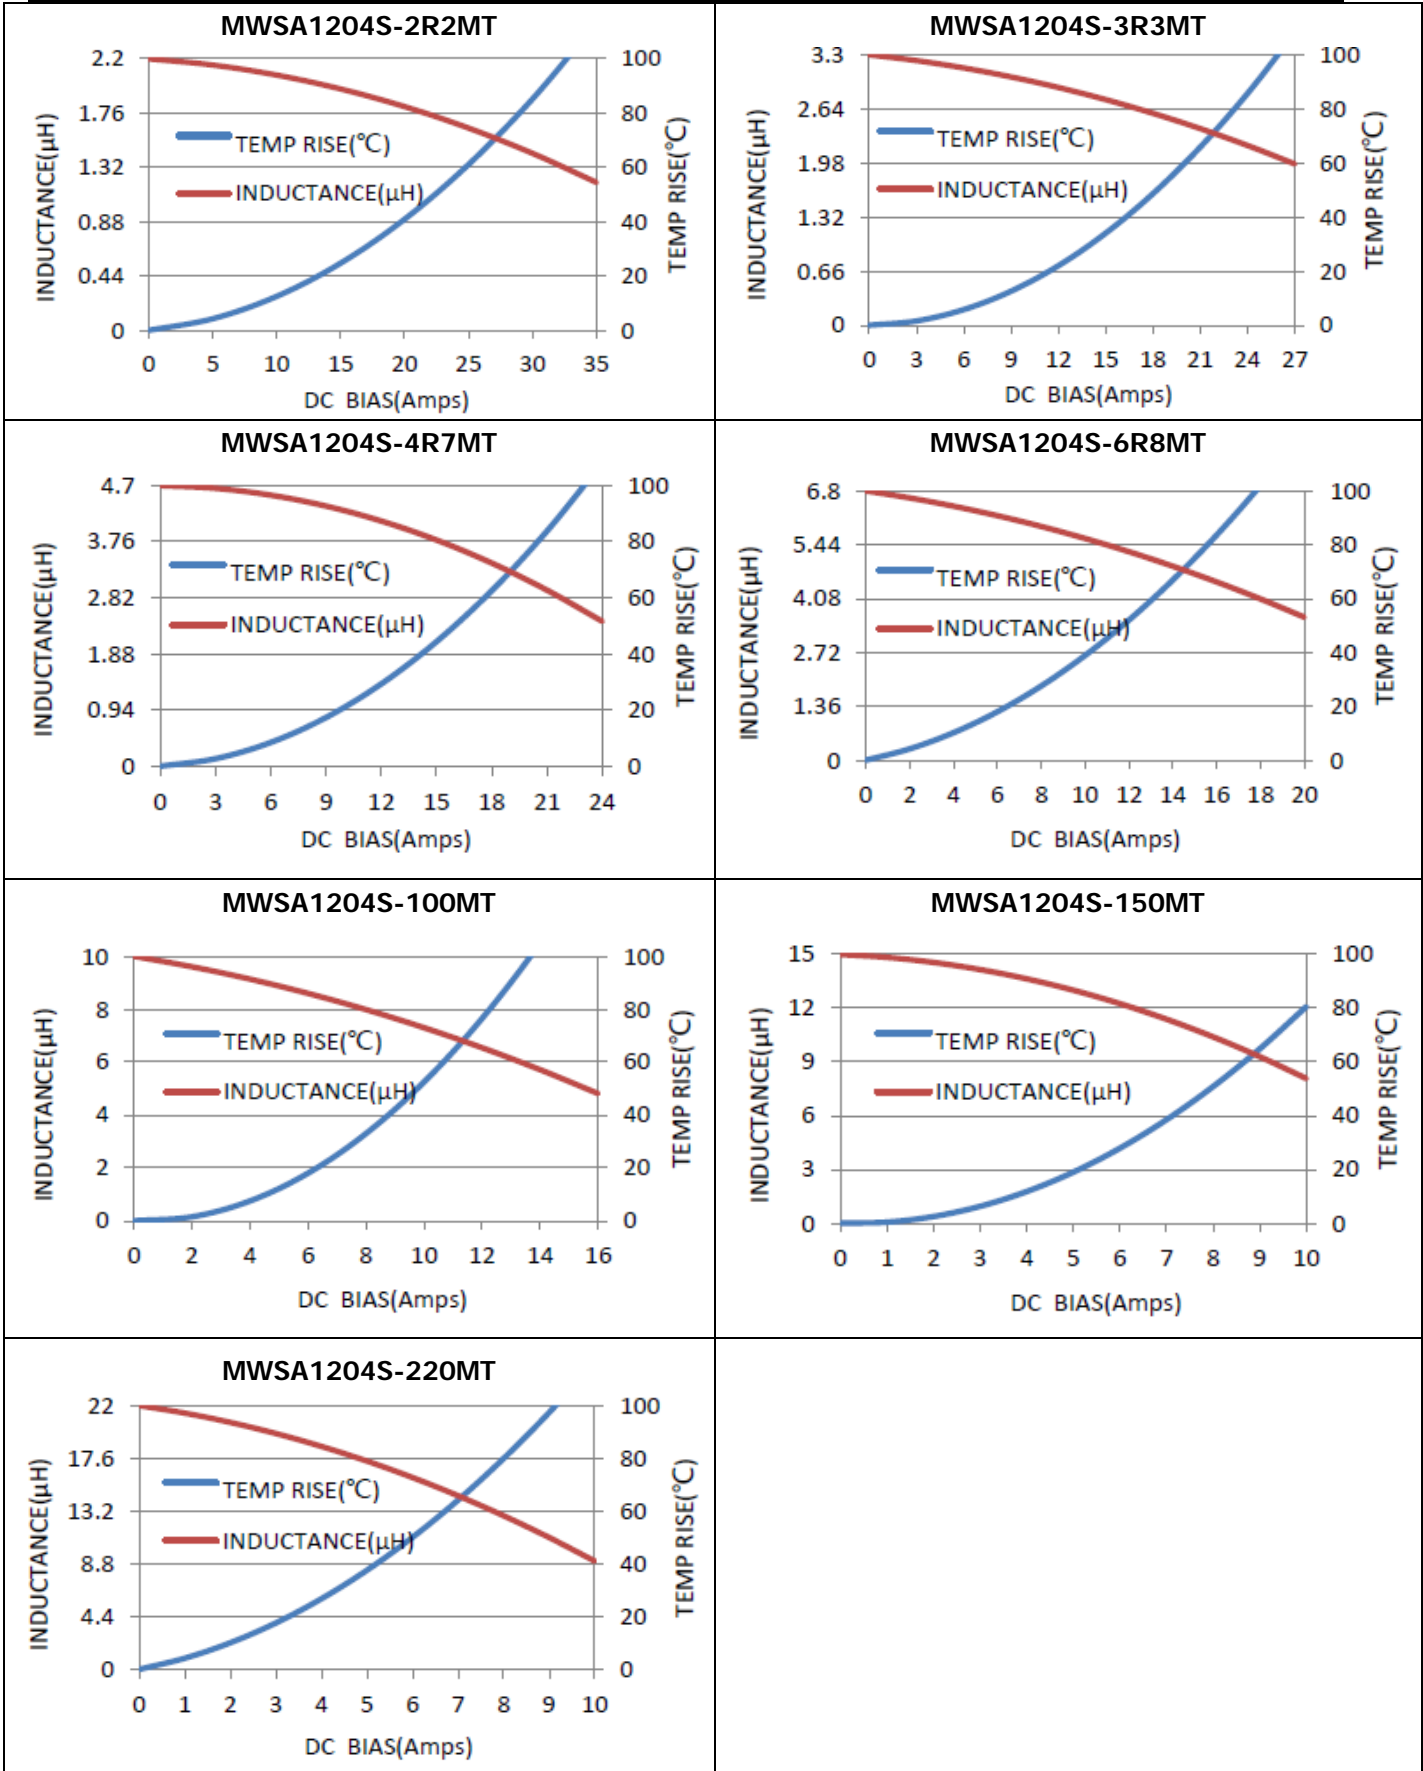 MWSA1204S-2R2MT
INDUCTANCE(μH)
2.2
1.76
1.32
0.88
0.44
0
TEMP RISE(℃)
INDUCTANCE(μH)
100
80
60
40
20
0
TEMP RISE(℃)
0 5 10 15 20 25 30 35
DC BIAS(Amps)
MWSA1204S-3R3MT
INDUCTANCE(μH)
3.3
2.64
1.98
1.32
0.66
0
TEMP RISE(℃)
INDUCTANCE(μH)
100
80
60
40
20
0
TEMP RISE(℃)
0 3 6 9 12 15 18 21 24 27
DC BIAS(Amps)
MWSA1204S-4R7MT
INDUCTANCE(μH)
4.7
3.76
2.82
1.88
0.94
0
TEMP RISE(℃)
INDUCTANCE(μH)
100
80
60
40
20
0
TEMP RISE(℃)
0 3 6 9 12 15 18 21 24
DC BIAS(Amps)
MWSA1204S-6R8MT
INDUCTANCE(μH)
6.8
5.44
4.08
2.72
1.36
0
TEMP RISE(℃)
INDUCTANCE(μH)
100
80
60
40
20
0
TEMP RISE(℃)
0 2 4 6 8 10 12 14 16 18 20
DC BIAS(Amps)
MWSA1204S-100MT
INDUCTANCE(μH)
10
8
6
4
2
0
TEMP RISE(℃)
INDUCTANCE(μH)
100
80
60
40
20
0
TEMP RISE(℃)
0 2 4 6 8 10 12 14 16
DC BIAS(Amps)
MWSA1204S-150MT
INDUCTANCE(μH)
15
12
9
6
3
0
TEMP RISE(℃)
INDUCTANCE(μH)
100
80
60
40
20
0
TEMP RISE(℃)
0 1 2 3 4 5 6 7 8 9 10
DC BIAS(Amps)
MWSA1204S-220MT
INDUCTANCE(μH)
22
17.6
13.2
8.8
4.4
0
TEMP RISE(℃)
INDUCTANCE(μH)
100
80
60
40
20
0
TEMP RISE(℃)
0 1 2 3 4 5 6 7 8 9 10
DC BIAS(Amps)